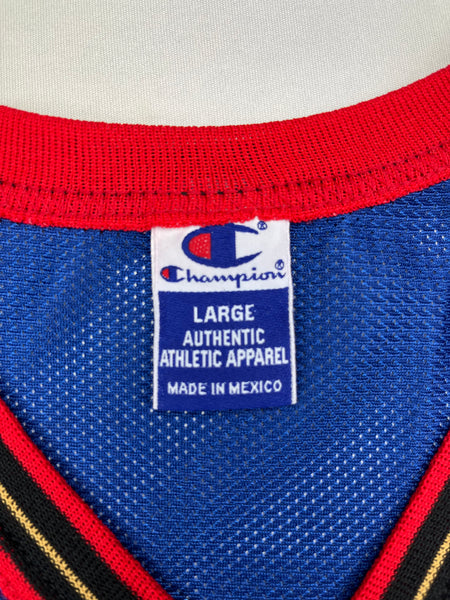 Champion
LARGE
AUTHENTIC
ATHLETIC APPAREL
MADE IN MEXICO